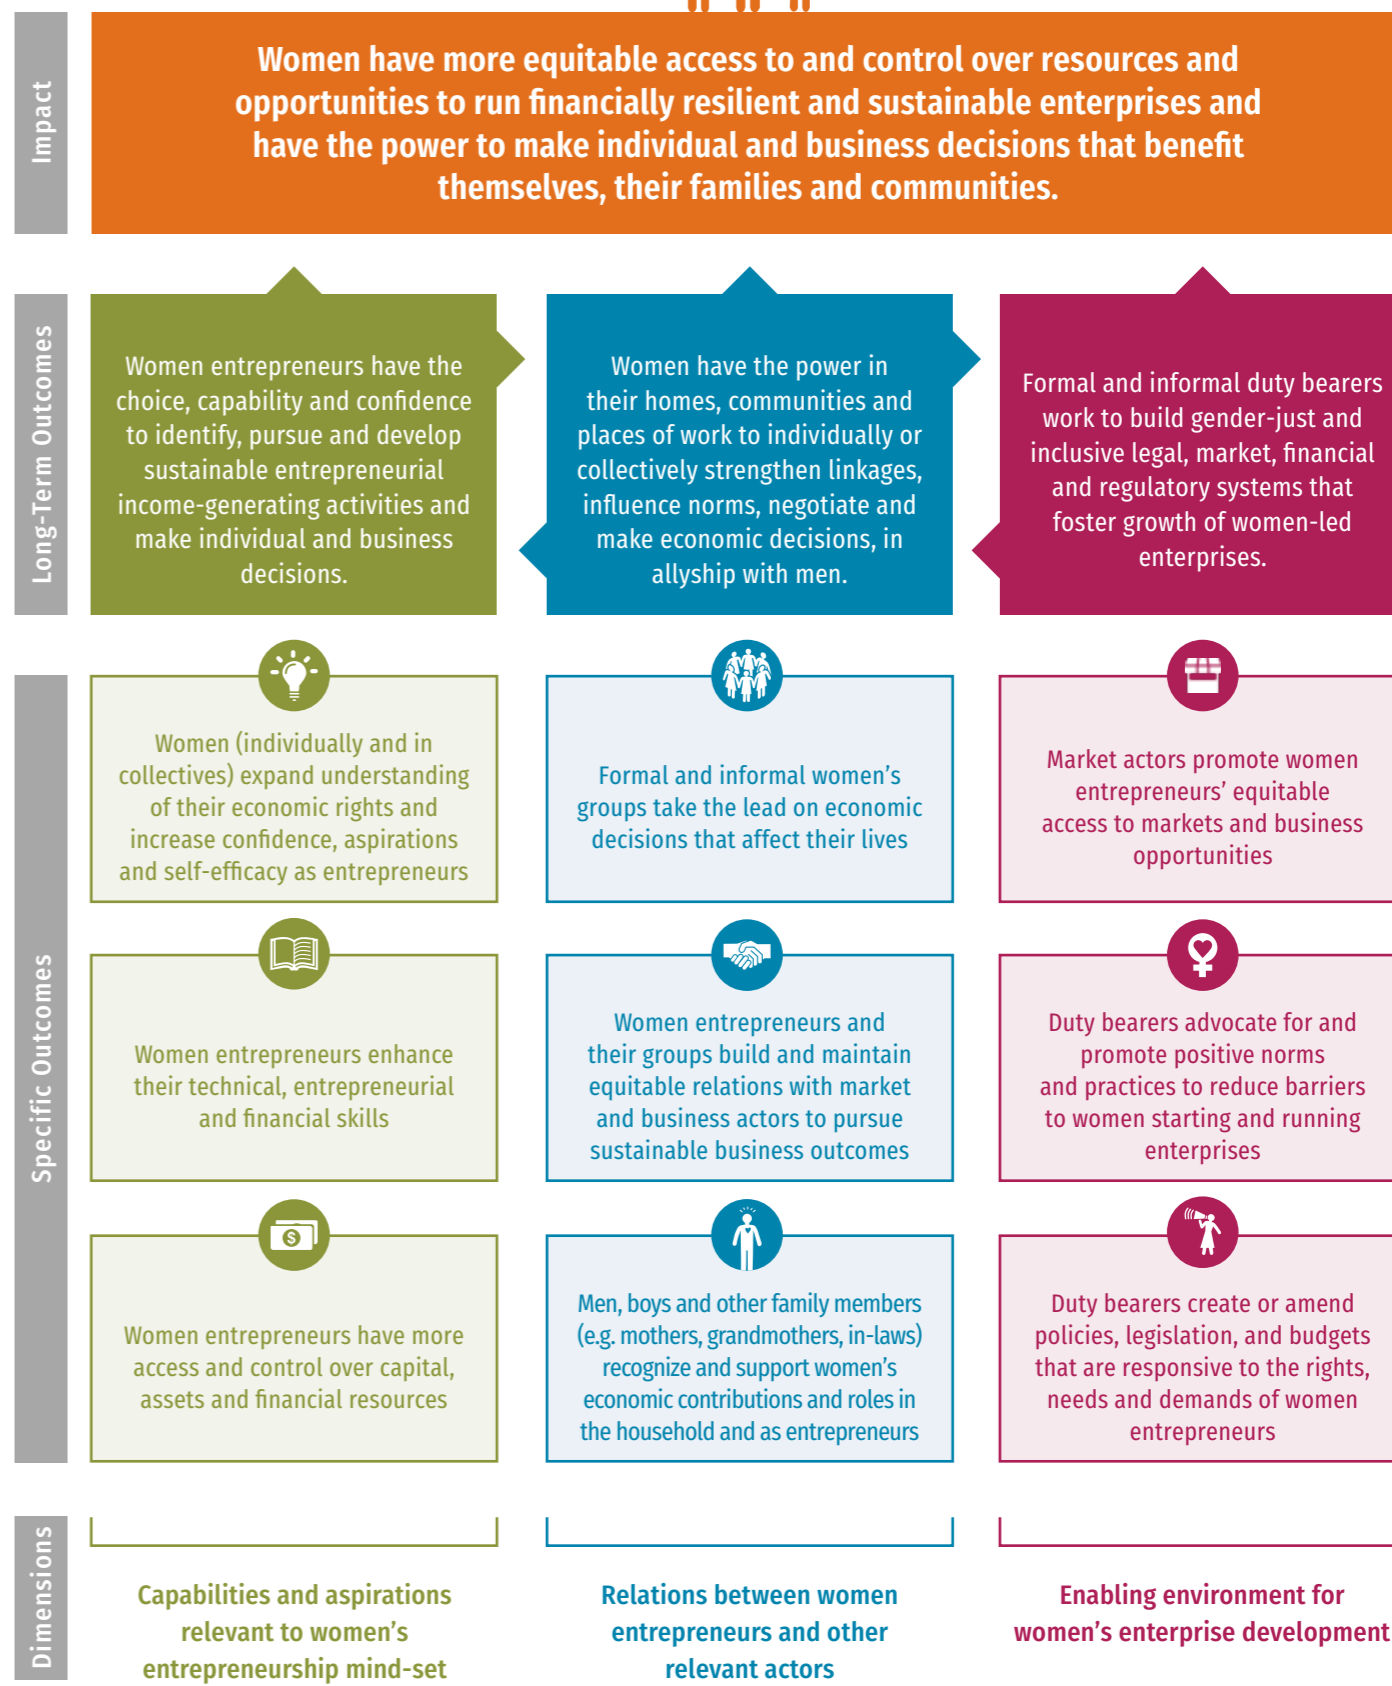 Impact
Women have more equitable access to and control over resources and
opportunities to run financially resilient and sustainable enterprises and
have the power to make individual and business decisions that benefit
themselves, their families and communities.
Long-Term Outcomes
Women entrepreneurs have the
choice, capability and confidence
to identify, pursue and develop
sustainable entrepreneurial
income-generating activities and
make individual and business
decisions.
Women have the power in
their homes, communities and
places of work to individually or
collectively strengthen linkages,
influence norms, negotiate and
make economic decisions, in
allyship with men.
Formal and informal duty bearers
work to build gender-just and
inclusive legal, market, financial
and regulatory systems that
foster growth of women-led
enterprises.
Specific Outcomes
Women (individually and in
collectives) expand understanding
of their economic rights and
increase confidence, aspirations
and self-efficacy as entrepreneurs
Formal and informal women’s
groups take the lead on economic
decisions that affect their lives
Market actors promote women
entrepreneurs’ equitable
access to markets and business
opportunities
Women entrepreneurs enhance
their technical, entrepreneurial
and financial skills
Women entrepreneurs and
their groups build and maintain
equitable relations with market
and business actors to pursue
sustainable business outcomes
Duty bearers advocate for and
promote positive norms
and practices to reduce barriers
to women starting and running
enterprises
$
Women entrepreneurs have more
access and control over capital,
assets and financial resources
Men, boys and other family members
(e.g. mothers, grandmothers, in-laws)
recognize and support women’s
economic contributions and roles in
the household and as entrepreneurs
Duty bearers create or amend
policies, legislation, and budgets
that are responsive to the rights,
needs and demands of women
entrepreneurs
Dimensions
Capabilities and aspirations
relevant to women’s
entrepreneurship mind-set
Relations between women
entrepreneurs and other
relevant actors
Enabling environment for
women’s enterprise development